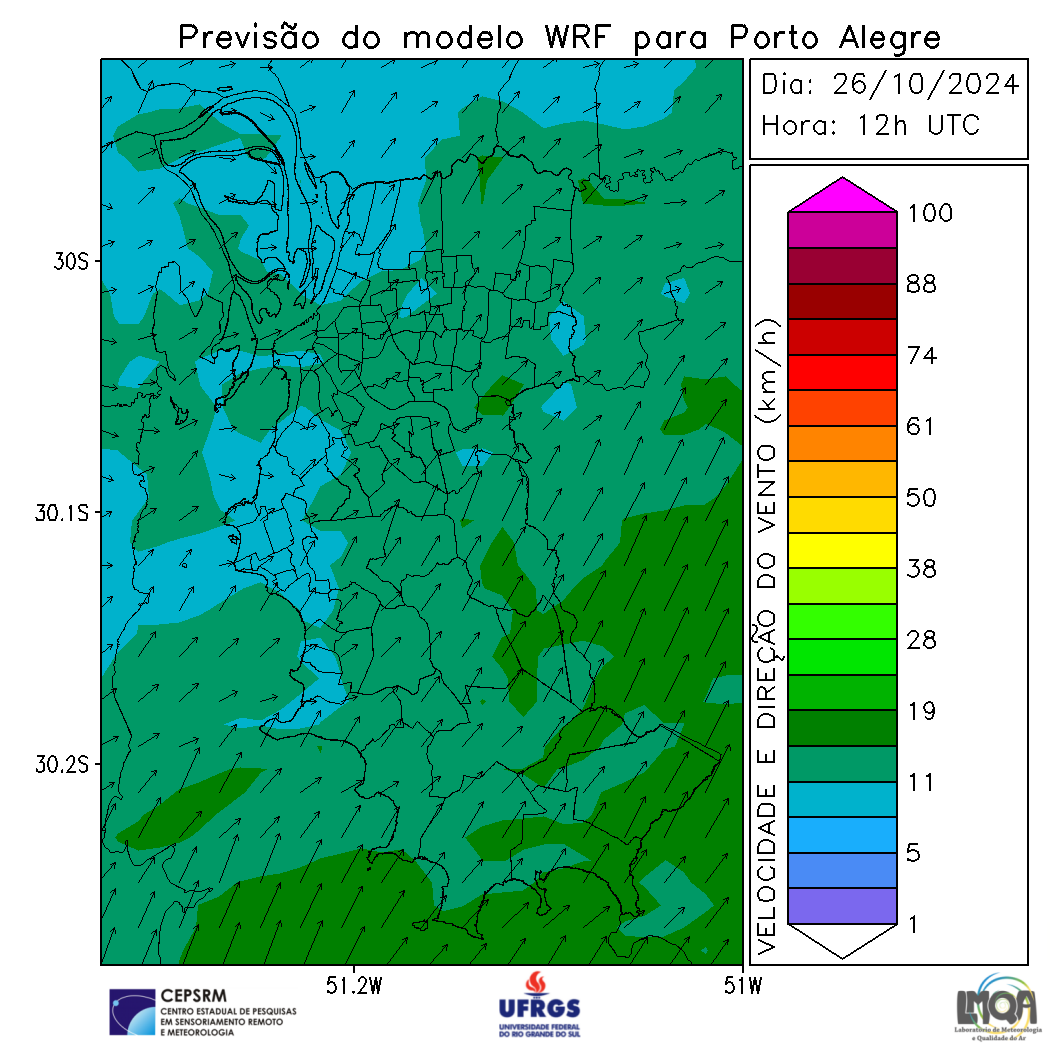 Previsão do modelo WRF para Porto Alegre
Dia: 26/10/2024
Hora: 12h UTC
30S
30.1S
30.2S
51.2W
51W
VELOCIDADE E DIREÇÃO DO VENTO (km/h)
100
88
74
61
50
38
28
19
11
5
1
CEPSRM
CENTRO ESTADUAL DE PESQUISAS
EM SENSORIAMENTO REMOTO
E METEOROLOGIA
UFRGS
UNIVERSIDADE FEDERAL
DO RIO GRANDE DO SUL
LMQA
Laboratório de Meteorologia
e Qualidade do Ar